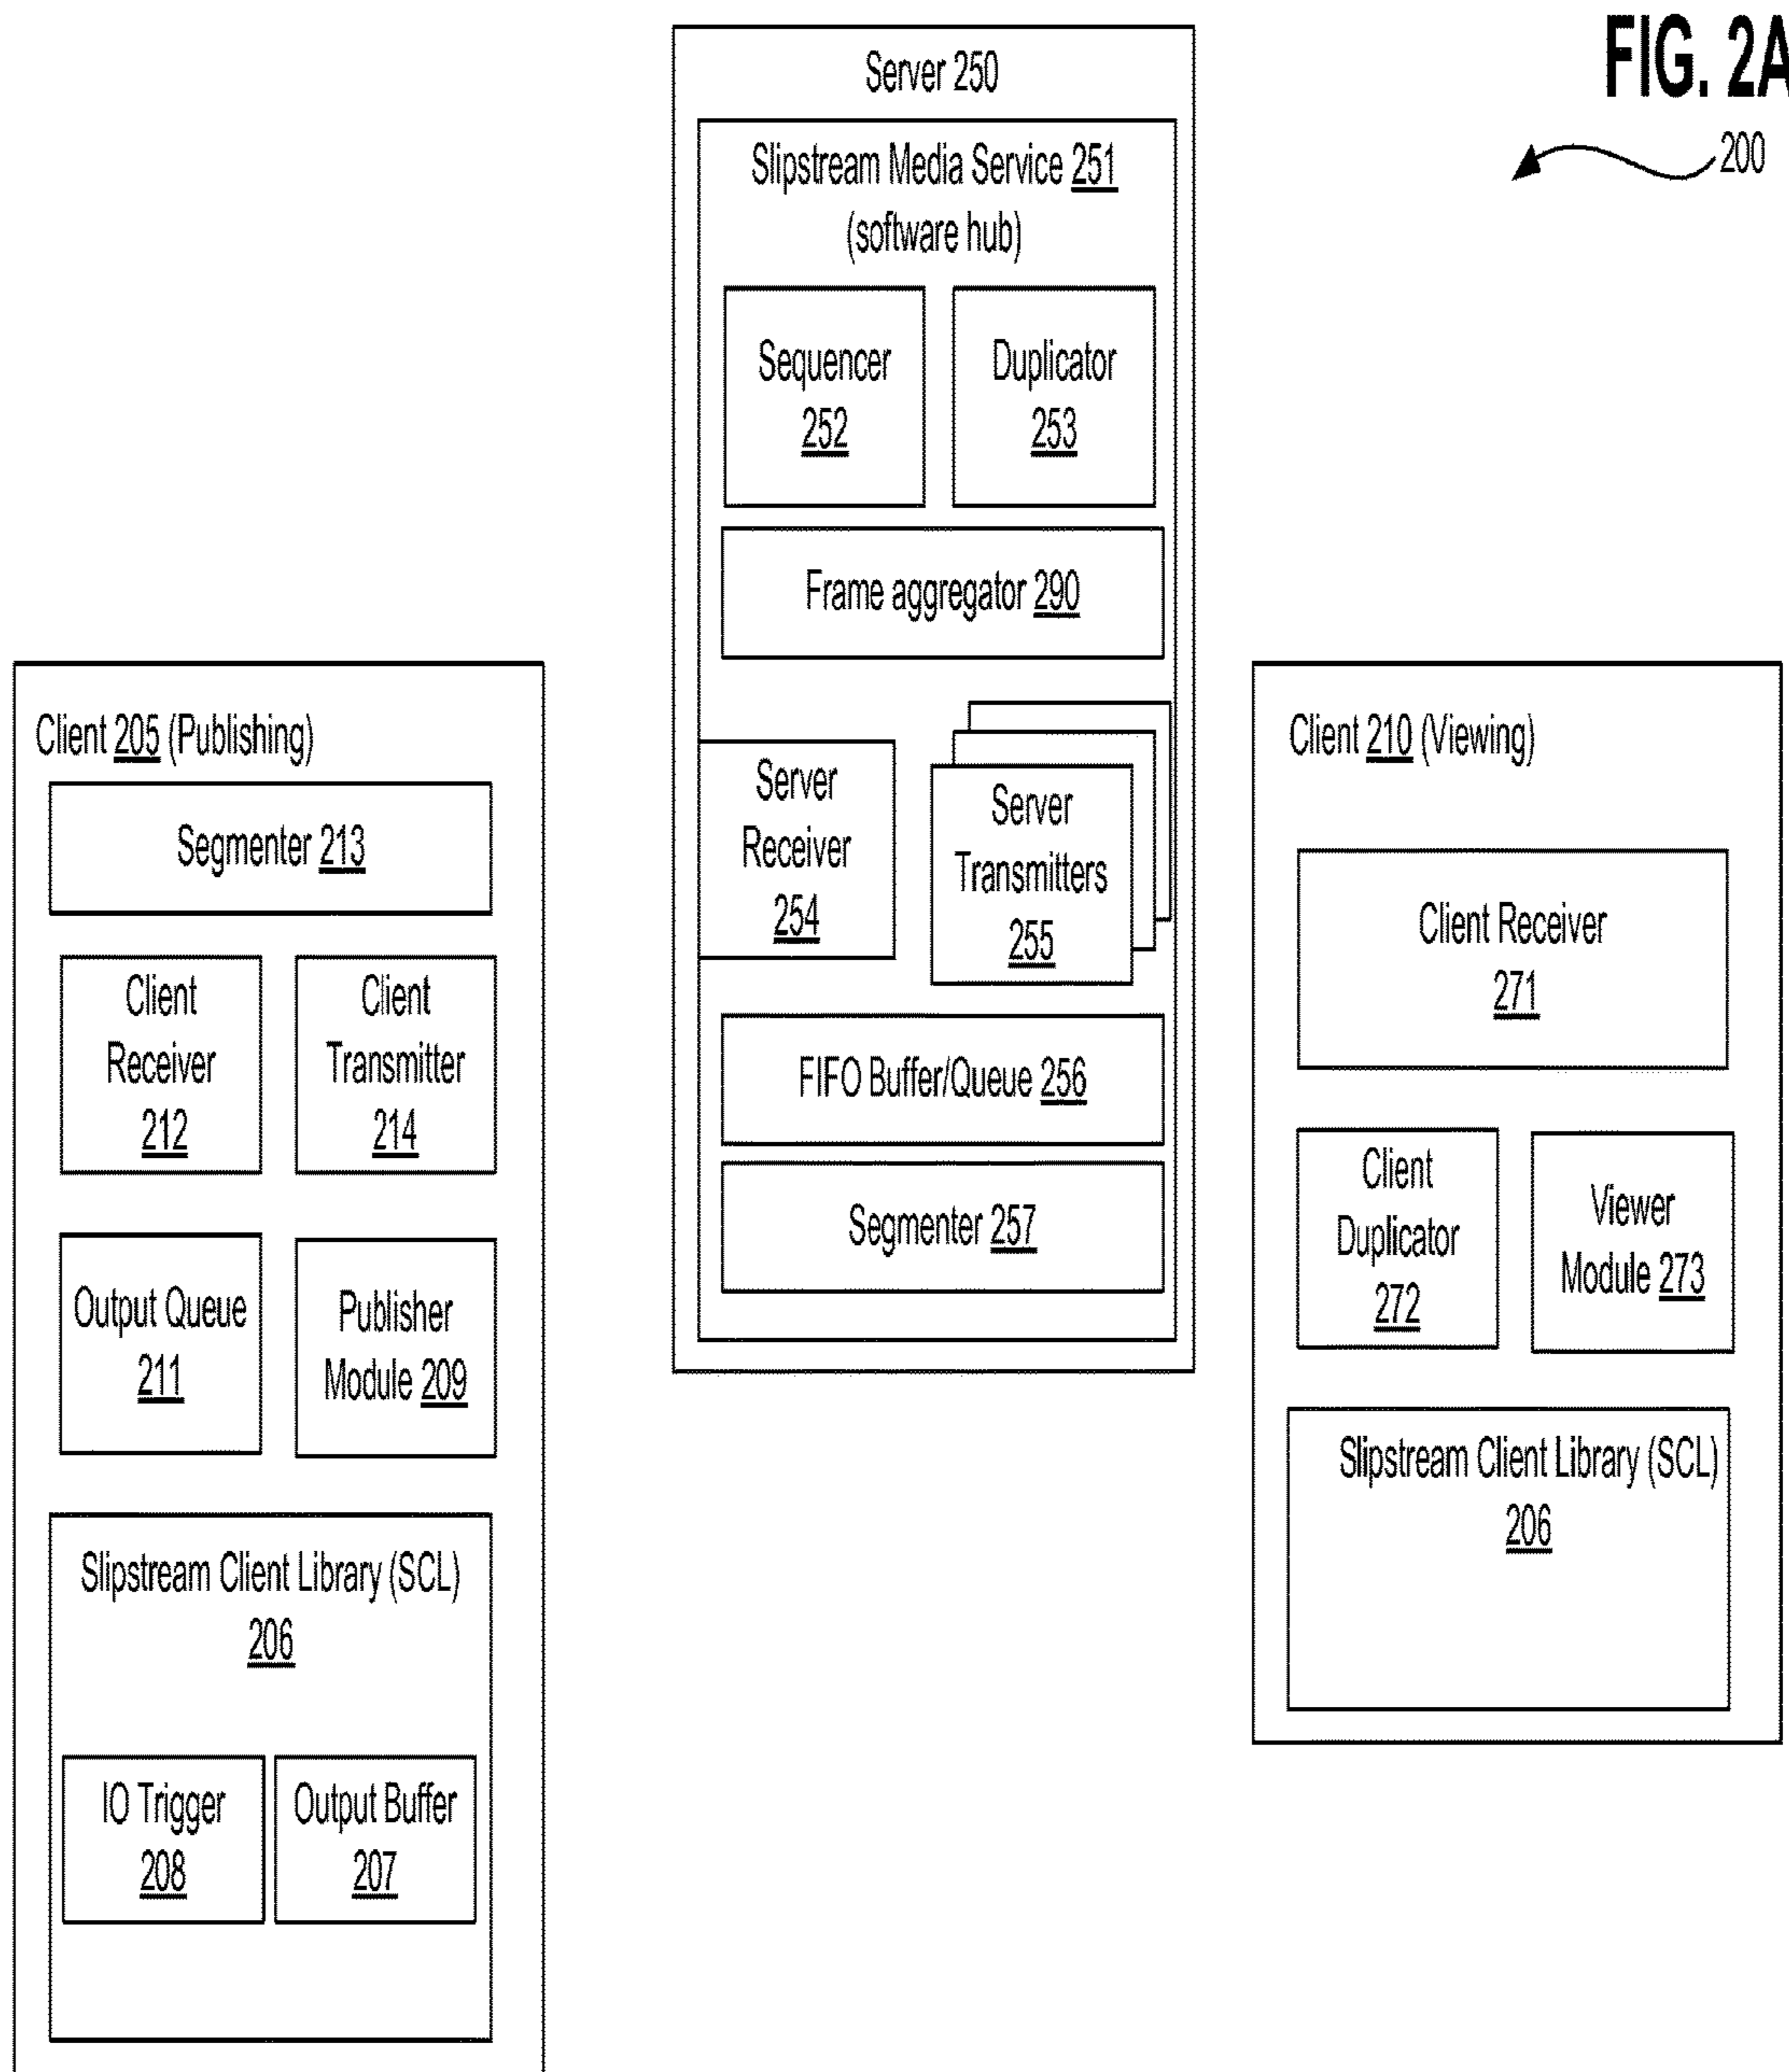 FIG. 2A
200
Server 250
Slipstream Media Service 251
(software hub)
Sequencer
252
Duplicator
253
Frame aggregator 290
Server
Receiver
254
Server
Transmitters
255
FIFO Buffer/Queue 256
Segmenter 257
Client 205 (Publishing)
Segmenter 213
Client
Receiver
212
Client
Transmitter
214
Output Queue
211
Publisher
Module 209
Slipstream Client Library (SCL)
206
IO Trigger
208
Output Buffer
207
Client 210 (Viewing)
Client Receiver
271
Client
Duplicator
272
Viewer
Module 273
Slipstream Client Library (SCL)
206